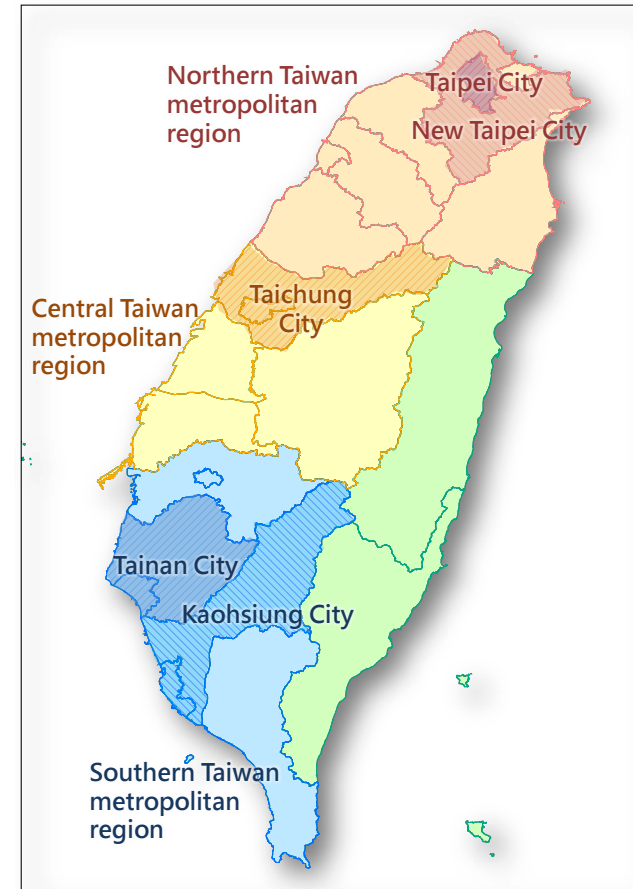 Northern Taiwan
metropolitan
region
Taipei City
New Taipei City
Taichung
City
Central Taiwan
metropolitan
region
Tainan City
Kaohsiung City
Southern Taiwan
metropolitan
region